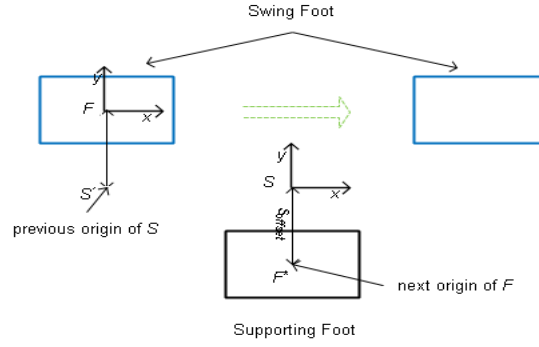 Swing Foot
y
F
x
S'
previous origin of S
y
S
x
Soffset
F*
next origin of F
Supporting Foot